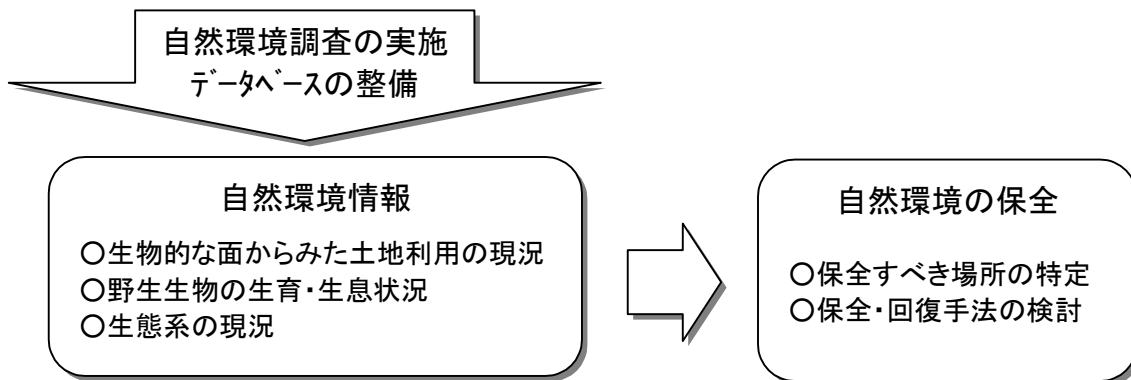 自然環境調査の実施
ﾃﾞｰﾀﾍﾞｰｽの整備
自然環境情報
○生物的な面からみた土地利用の現況
○野生生物の生育・生息状況
○生態系の現況
自然環境の保全
○保全すべき場所の特定
○保全・回復手法の検討